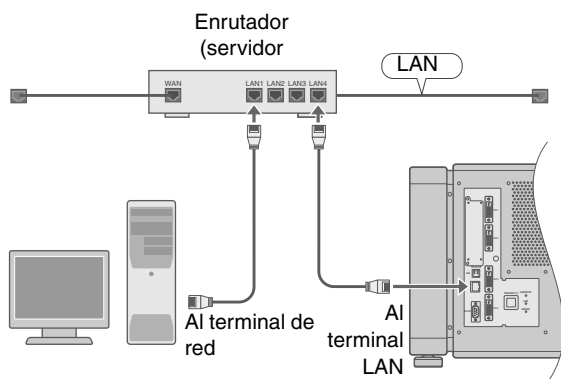 Enrutador
(servidor
LAN
WAN
LAN1
LAN2
LAN3
LAN4
Al terminal de
red
Al
terminal
LAN